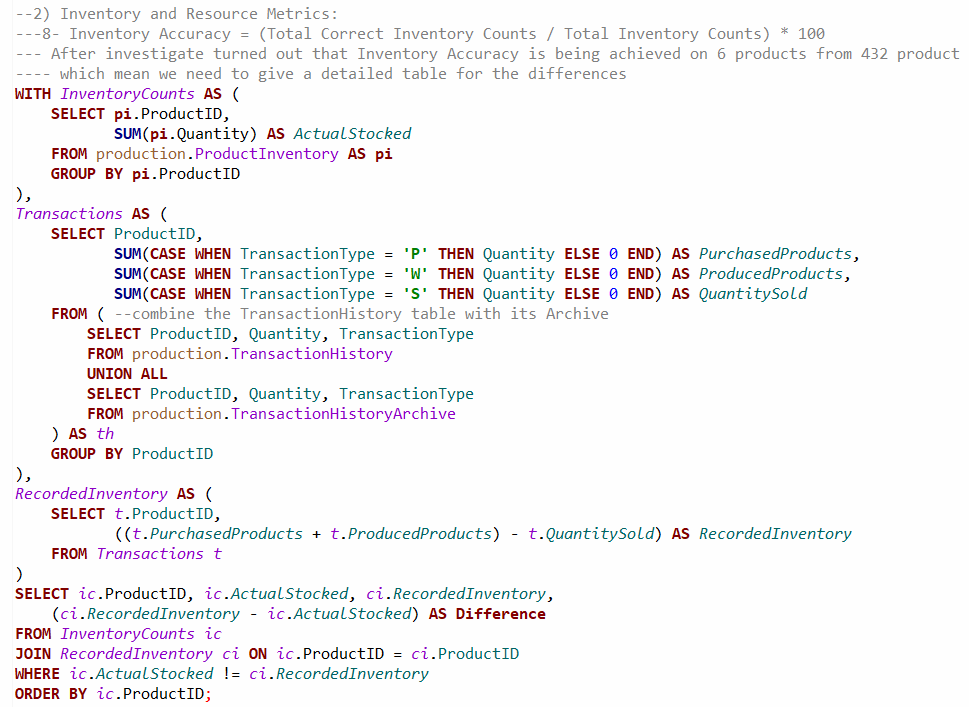 --2) Inventory and Resource Metrics:
---8- Inventory Accuracy = (Total Correct Inventory Counts / Total Inventory Counts) * 100
--- After investigate turned out that Inventory Accuracy is being achieved on 6 products from 432 product
---- which mean we need to give a detailed table for the differences
WITH InventoryCounts AS (
    SELECT pi.ProductID,
           SUM(pi.Quantity) AS ActualStocked
    FROM production.ProductInventory AS pi
    GROUP BY pi.ProductID
),
Transactions AS (
    SELECT ProductID,
           SUM(CASE WHEN TransactionType = 'P' THEN Quantity ELSE 0 END) AS PurchasedProducts,
           SUM(CASE WHEN TransactionType = 'W' THEN Quantity ELSE 0 END) AS ProducedProducts,
           SUM(CASE WHEN TransactionType = 'S' THEN Quantity ELSE 0 END) AS QuantitySold
    FROM ( --combine the TransactionHistory table with its Archive
        SELECT ProductID, Quantity, TransactionType
        FROM production.TransactionHistory
        UNION ALL
        SELECT ProductID, Quantity, TransactionType
        FROM production.TransactionHistoryArchive
    ) AS th
    GROUP BY ProductID
),
RecordedInventory AS (
    SELECT t.ProductID,
           ((t.PurchasedProducts + t.ProducedProducts) - t.QuantitySold) AS RecordedInventory
    FROM Transactions t
)
SELECT ic.ProductID, ic.ActualStocked, ci.RecordedInventory,
    (ci.RecordedInventory - ic.ActualStocked) AS Difference
FROM InventoryCounts ic
JOIN RecordedInventory ci ON ic.ProductID = ci.ProductID
WHERE ic.ActualStocked != ci.RecordedInventory
ORDER BY ic.ProductID;